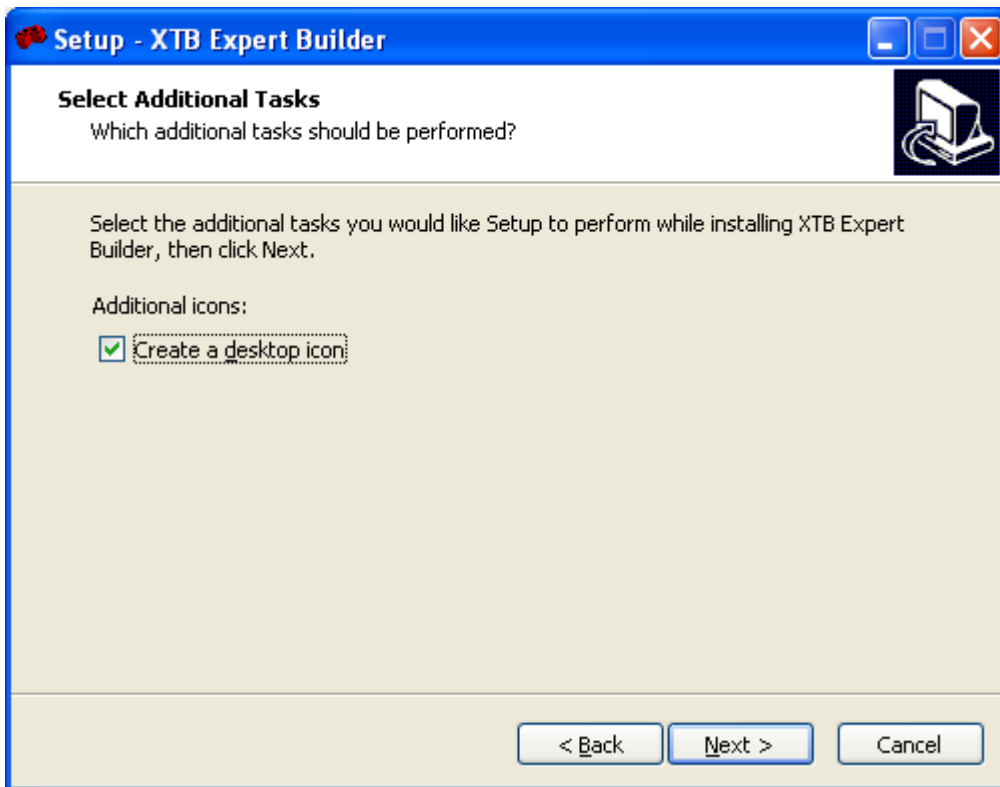 Setup - XTB Expert Builder
Select Additional Tasks
Which additional tasks should be performed?
Select the additional tasks you would like Setup to perform while installing XTB Expert
Builder, then click Next.
Additional icons:
Create a desktop icon
< Back
Next >
Cancel